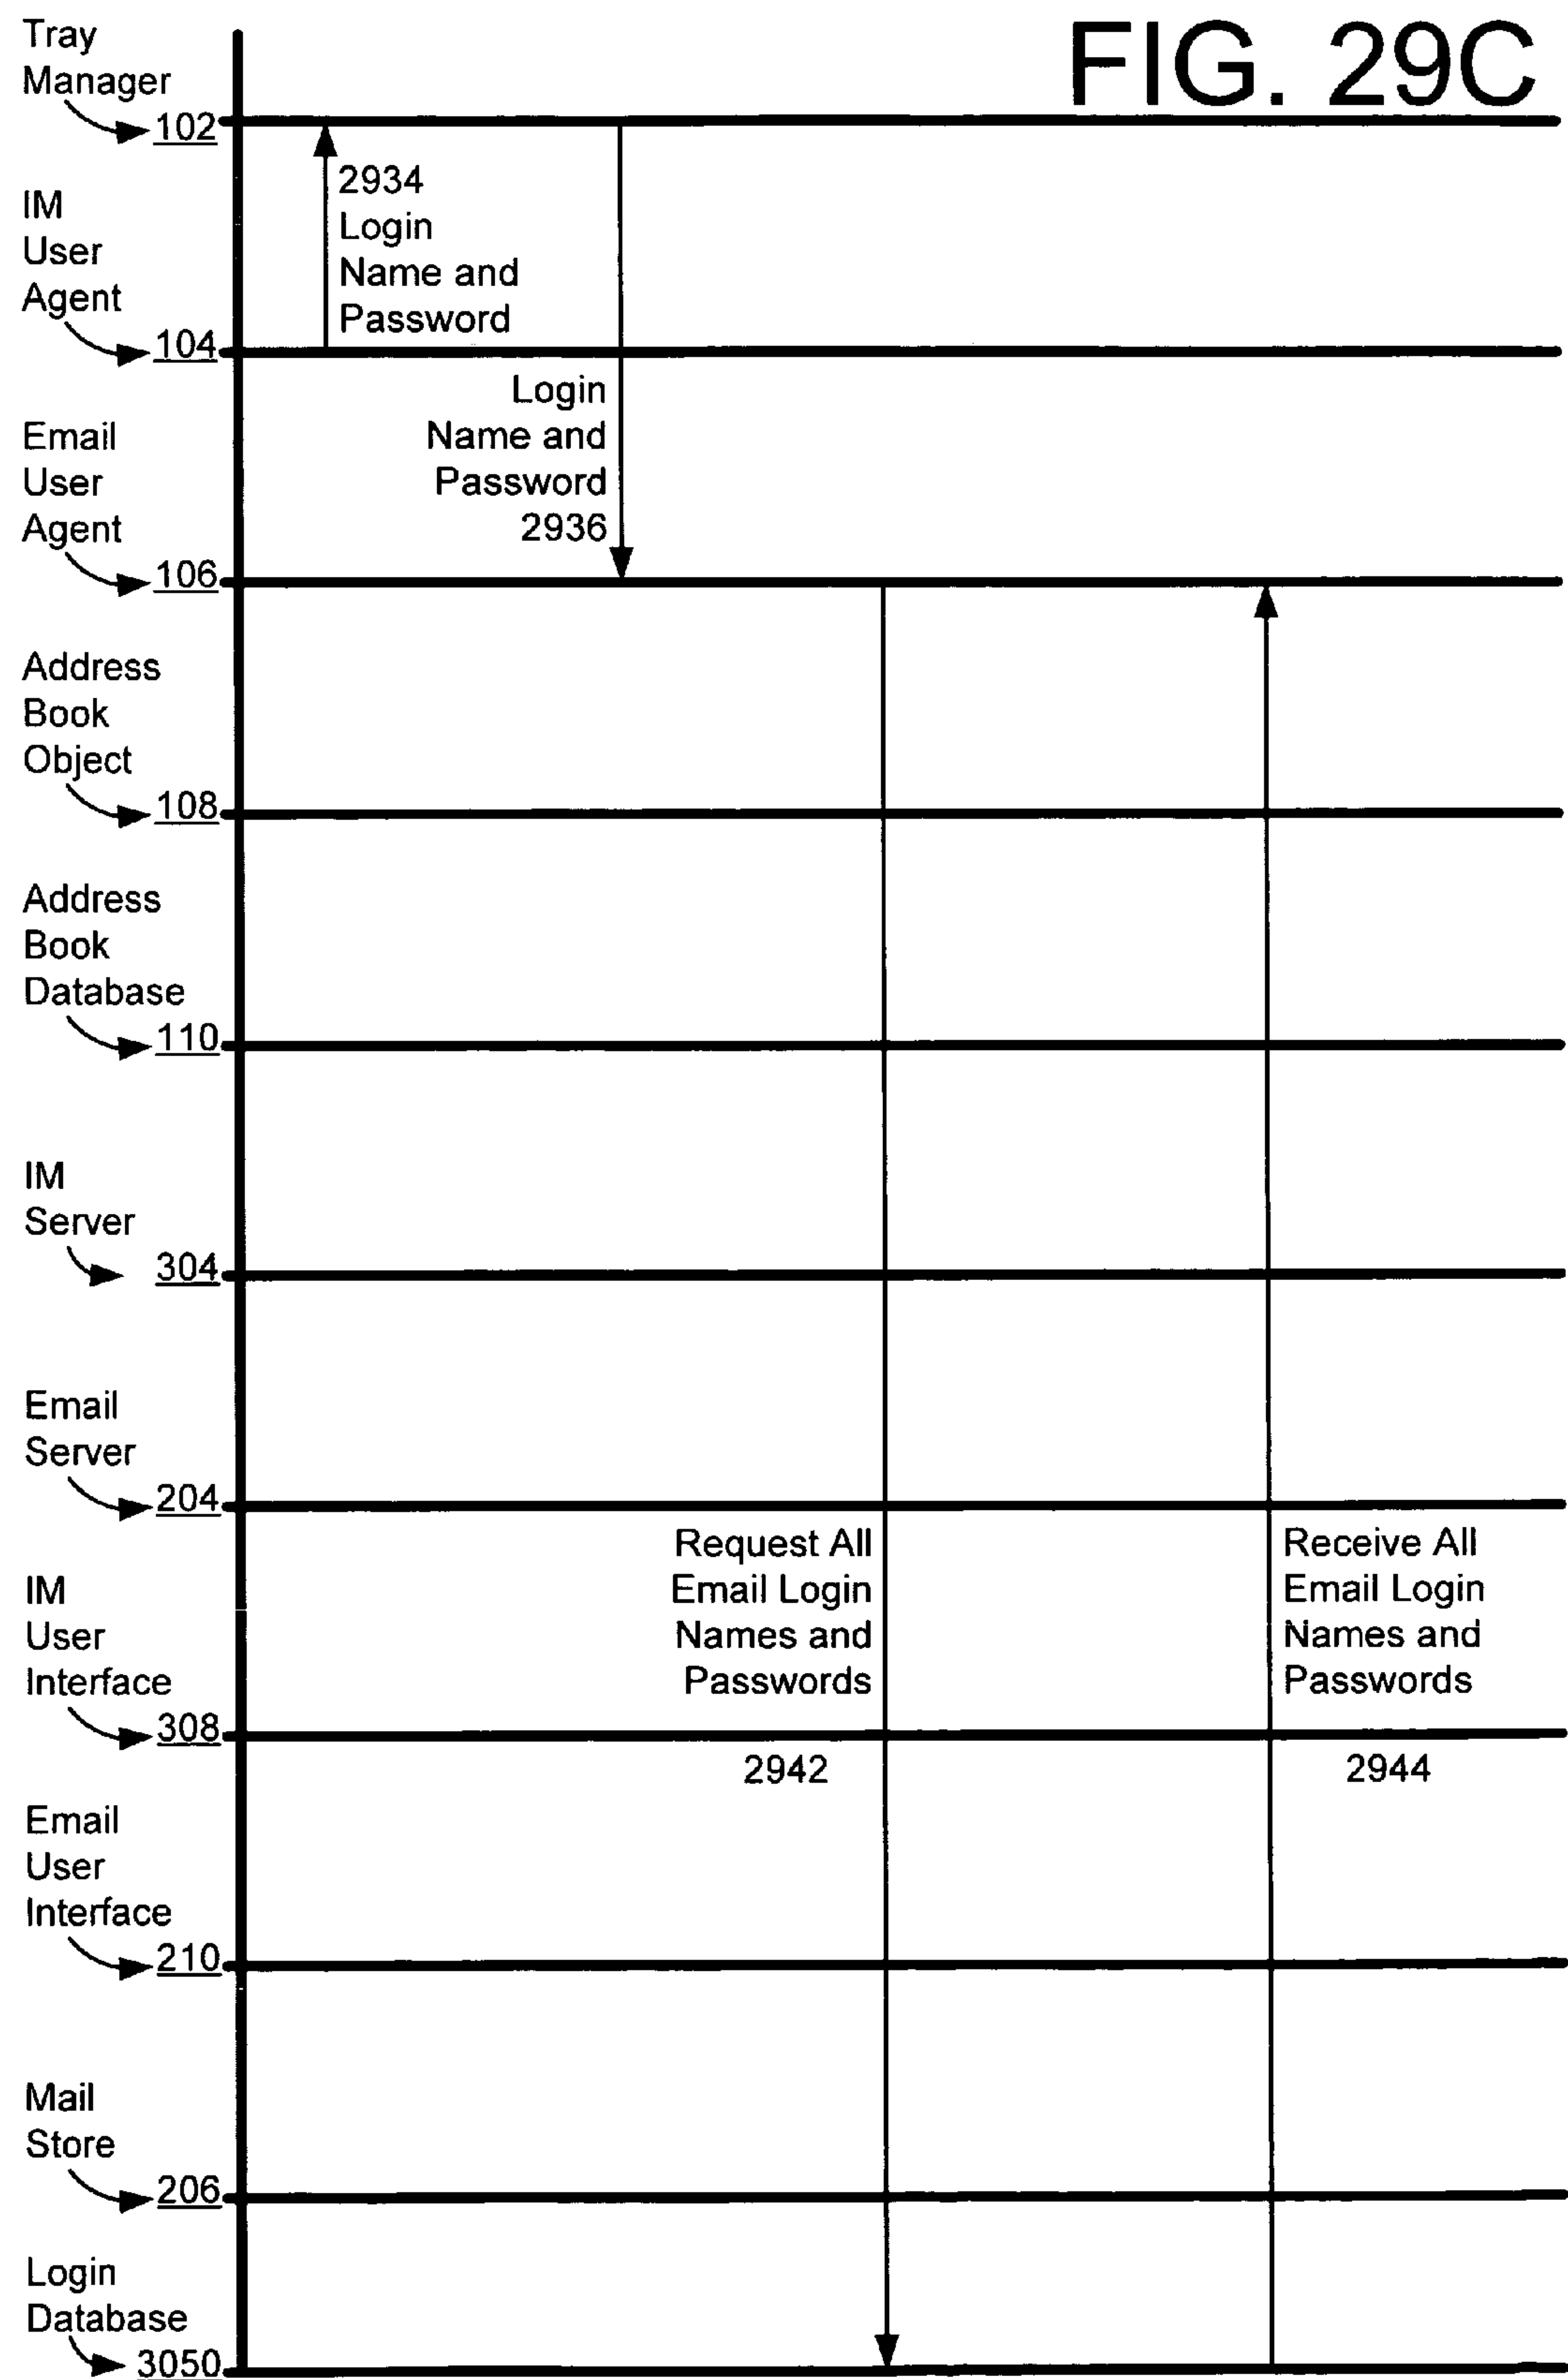 FIG. 29C
Tray
Manager
102
2934
Login
Name and
Password
IM
User
Agent
104
Login
Name and
Password
2936
Email
User
Agent
106
Address
Book
Object
108
Address
Book
Database
110
IM
Server
304
Email
Server
204
Request All
Email Login
Names and
Passwords
Receive All
Email Login
Names and
Passwords
IM
User
Interface
308
2942
2944
Email
User
Interface
210
Mail
Store
206
Login
Database
3050